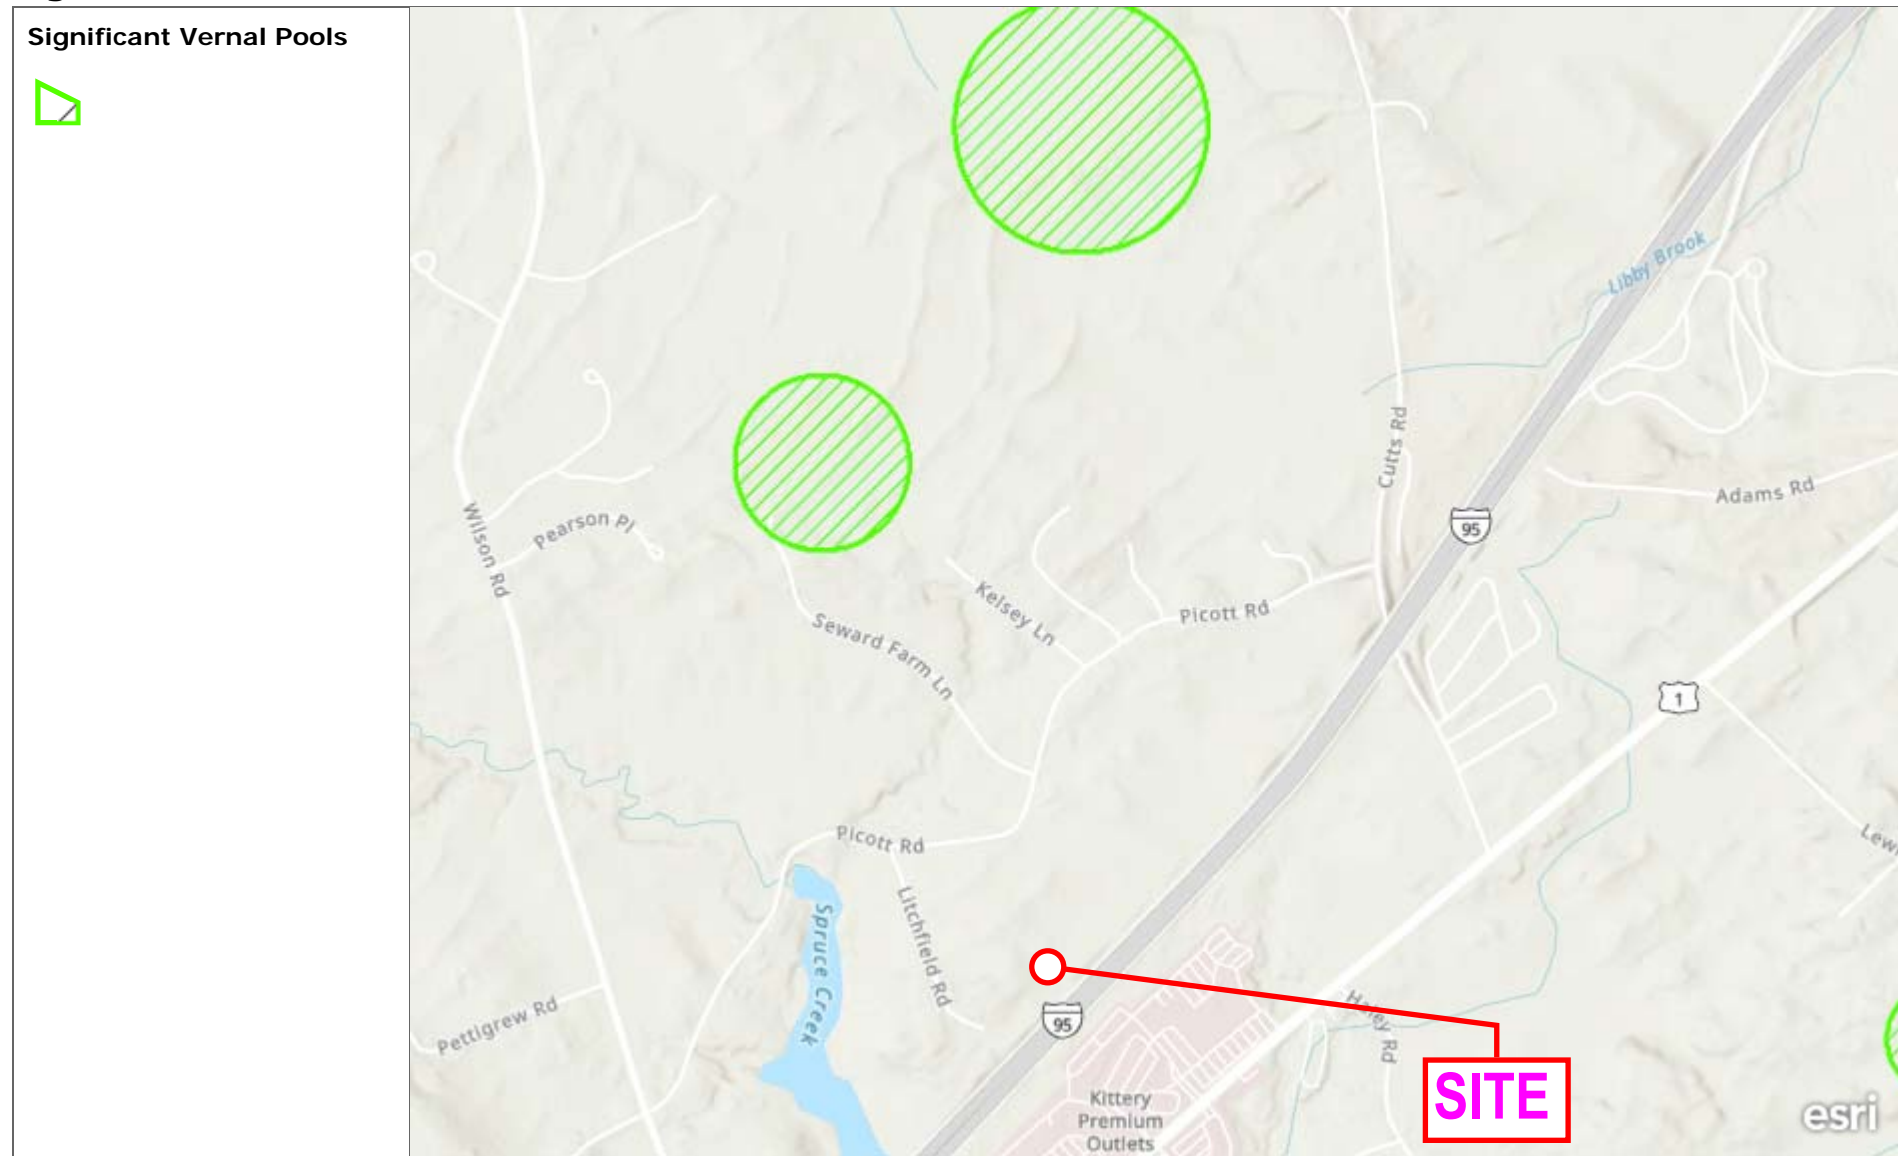 Significant Vernal Pools
Libby Brook
Cutts Rd
Adams Rd
95
Wilson Rd
Pearson Pl
Kelsey Ln
Picott Rd
Seward Farm Ln
1
Picott Rd
Litchfield Rd
Spruce Creek
Pettigrew Rd
95
Haley Rd
SITE
Kittery
Premium
Outlets
esri